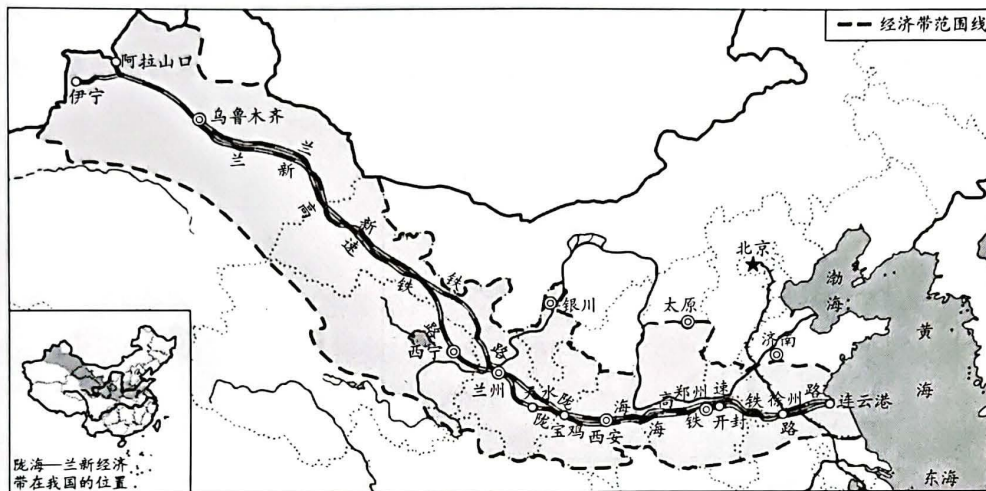 经济带范围线
阿拉山口
伊宁
乌鲁木齐
兰
新
高
速
铁
路
兰
新
铁
路
北京
渤
海
黄
海
银川
太原
济南
西宁
兰州
天水
陇
海
高
速
铁
路
陇
海
铁
路
宝鸡
西安
郑州
开封
徐州
连云港
东海
陇海—兰新经济
带在我国的位置